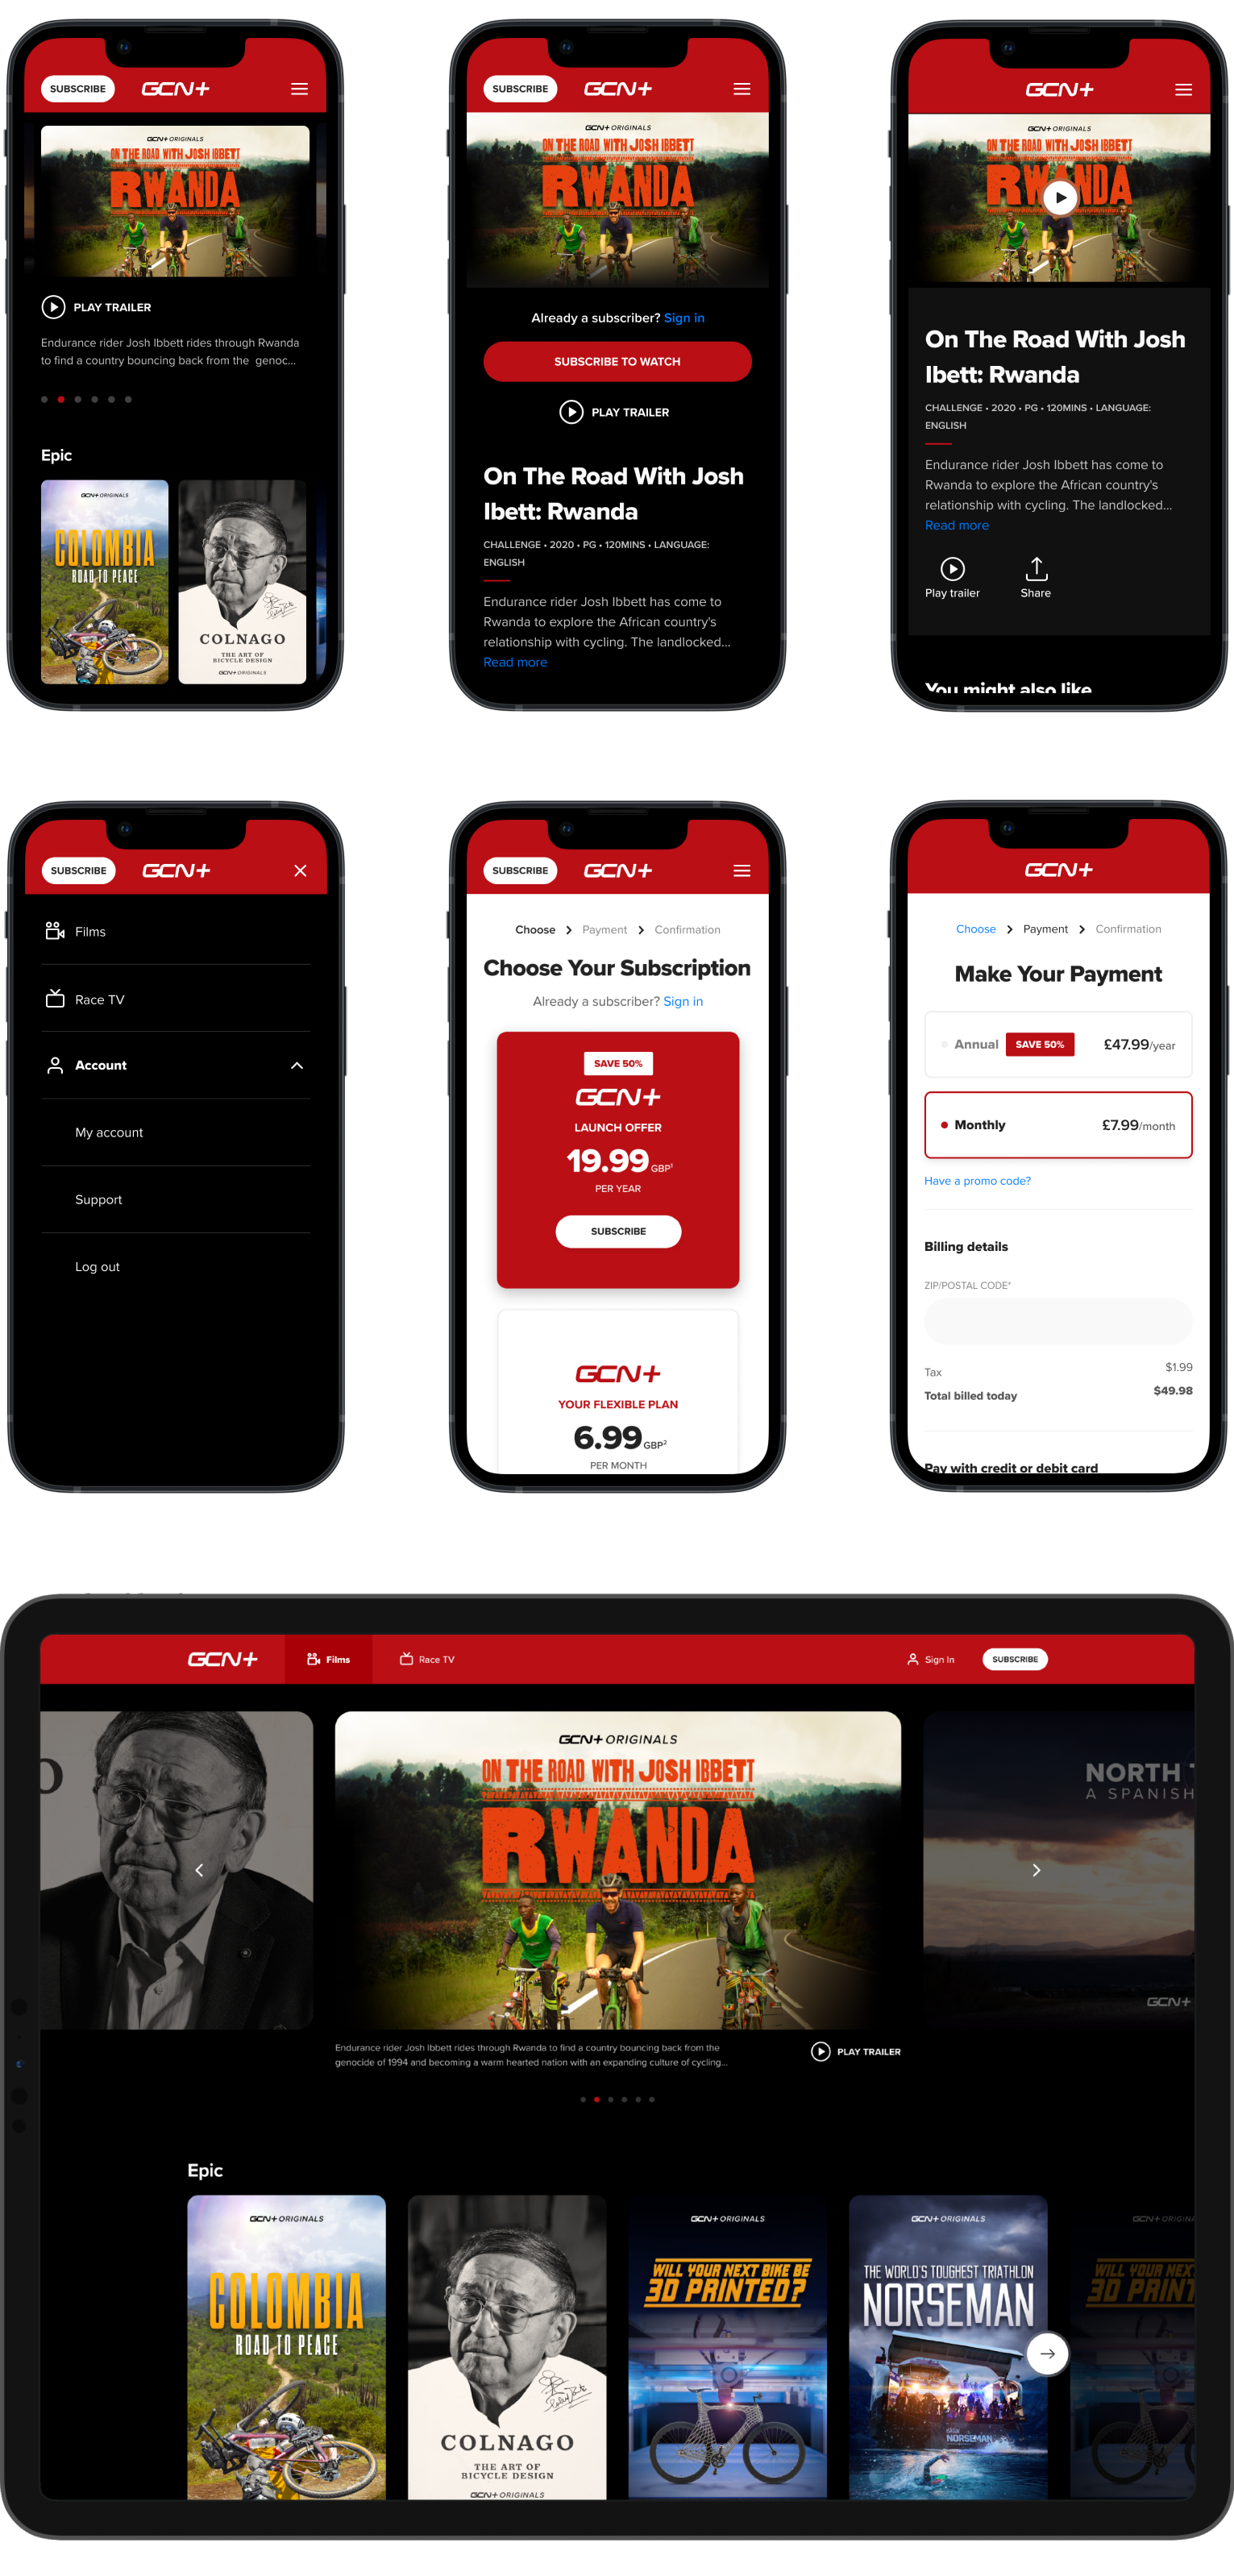 SUBSCRIBE GCN+
GCN+ ORIGINALS
ON THE ROAD WITH JOSH IBBETT
RWANDA
PLAY TRAILER
Endurance rider Josh Ibbett rides through Rwanda
to find a country bouncing back from the genoc...
Epic
GCN+ ORIGINALS
COLOMBIA
ROAD TO PEACE
COLNAGO
THE ART OF
BICYCLE DESIGN
GCN+ ORIGINALS
SUBSCRIBE GCN+
GCN+ ORIGINALS
ON THE ROAD WITH JOSH IBBETT
RWANDA
Already a subscriber? Sign in
SUBSCRIBE TO WATCH
PLAY TRAILER
On The Road With Josh
Ibett: Rwanda
CHALLENGE • 2020 • PG • 120MINS • LANGUAGE:
ENGLISH
Endurance rider Josh Ibbett has come to
Rwanda to explore the African country's
relationship with cycling. The landlocked...
Read more
GCN+
GCN+ ORIGINALS
ON THE ROAD WITH JOSH IBBETT
RWANDA
On The Road With Josh
Ibett: Rwanda
CHALLENGE • 2020 • PG • 120MINS • LANGUAGE:
ENGLISH
Endurance rider Josh Ibbett has come to
Rwanda to explore the African country's
relationship with cycling. The landlocked...
Read more
Play trailer Share
You might also like
SUBSCRIBE GCN+
Films
Race TV
Account
My account
Support
Log out
SUBSCRIBE GCN+
Choose Payment Confirmation
Choose Your Subscription
Already a subscriber? Sign in
SAVE 50%
GCN+
LAUNCH OFFER
19.99 GBP¹
PER YEAR
SUBSCRIBE
GCN+
YOUR FLEXIBLE PLAN
6.99 GBP²
PER MONTH
GCN+
Choose Payment Confirmation
Make Your Payment
Annual SAVE 50% £47.99/year
Monthly £7.99/month
Have a promo code?
Billing details
ZIP/POSTAL CODE*
Tax $1.99
Total billed today $49.98
Pay with credit or debit card
GCN+ Films Race TV Sign In SUBSCRIBE
O
GCN+ ORIGINALS
ON THE ROAD WITH JOSH IBBETT
RWANDA
NORTH
A SPANISH
GCN+
Endurance rider Josh Ibbett rides through Rwanda to find a country bouncing back from the
genocide of 1994 and becoming a warm hearted nation with an expanding culture of cycling...
PLAY TRAILER
Epic
GCN+ ORIGINALS
COLOMBIA
ROAD TO PEACE
COLNAGO
THE ART OF
BICYCLE DESIGN
GCN+ ORIGINALS
GCN+ ORIGINALS
WILL YOUR NEXT BIKE BE
3D PRINTED?
GCN+ ORIGINALS
THE WORLD'S TOUGHEST TRIATHLON
NORSEMAN
NORSEMAN
GCN+ ORIGINA
WILL YOUR NEX
3D PRINT